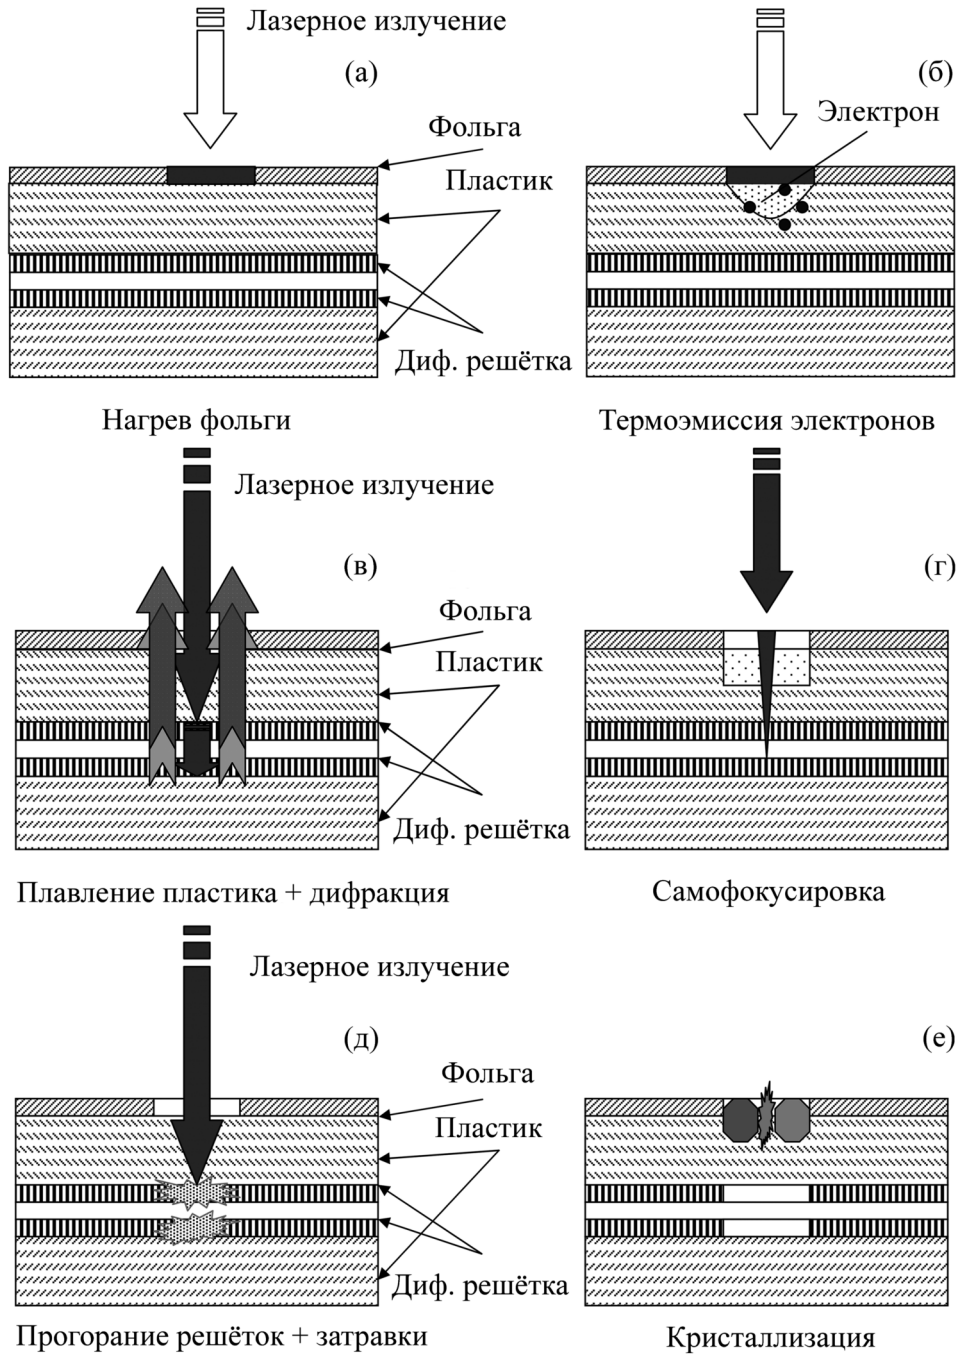 Лазерное излучение
(а)
(б)
Электрон
Фольга
Пластик
Диф. решётка
Нагрев фольги
Термоэмиссия электронов
Лазерное излучение
(в)
(г)
Фольга
Пластик
Диф. решётка
Плавление пластика + дифракция
Самофокусировка
Лазерное излучение
(д)
(е)
Фольга
Пластик
Диф. решётка
Прогорание решёток + затравки
Кристаллизация